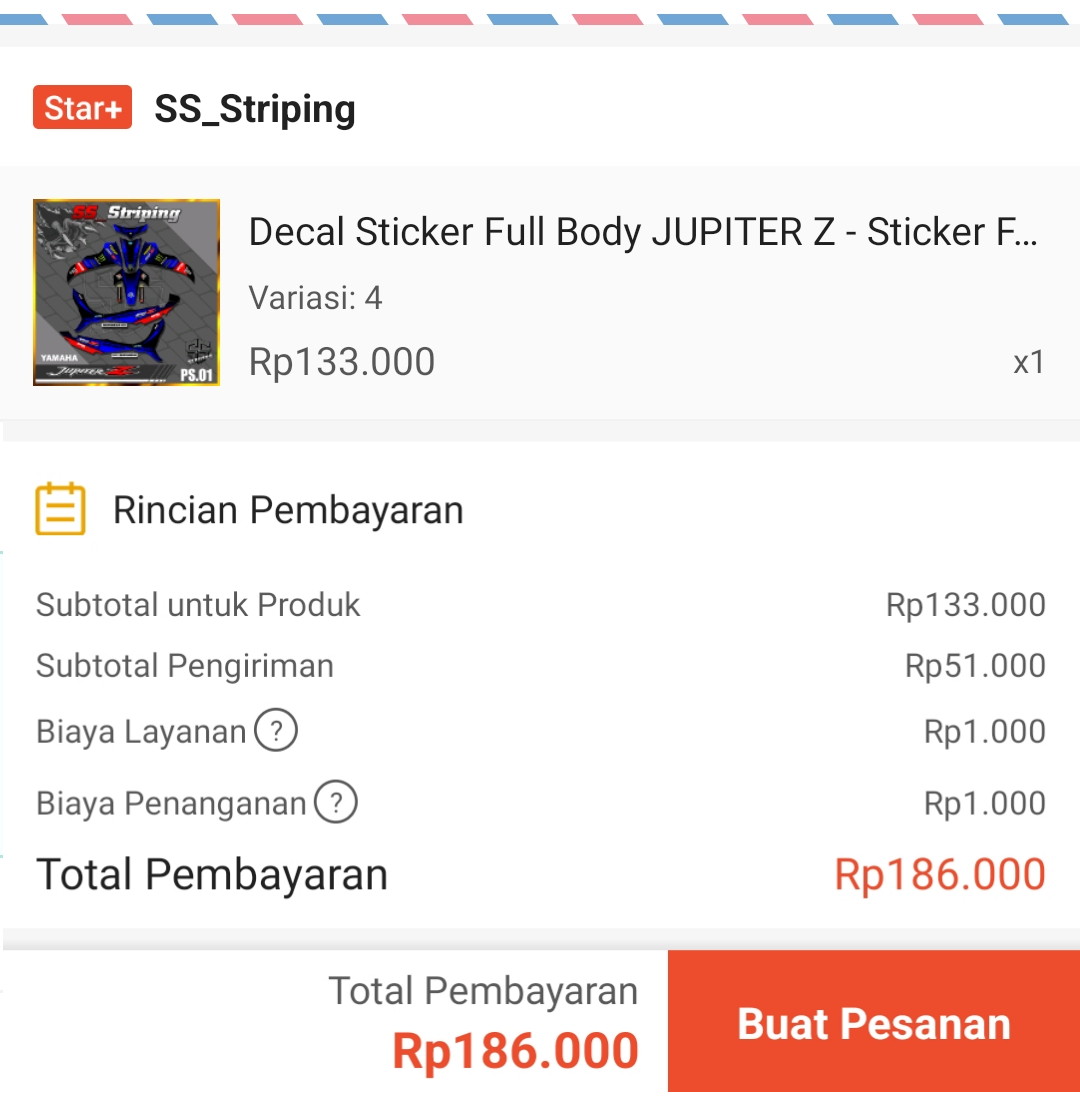 Star+ SS_Striping
SS Striping
YAMAHA
JUPITER Z
PS.01
Decal Sticker Full Body JUPITER Z - Sticker F...
Variasi: 4
Rp133.000
x1
Rincian Pembayaran
Subtotal untuk Produk Rp133.000
Subtotal Pengiriman Rp51.000
Biaya Layanan ? Rp1.000
Biaya Penanganan ? Rp1.000
Total Pembayaran Rp186.000
Total Pembayaran
Rp186.000
Buat Pesanan